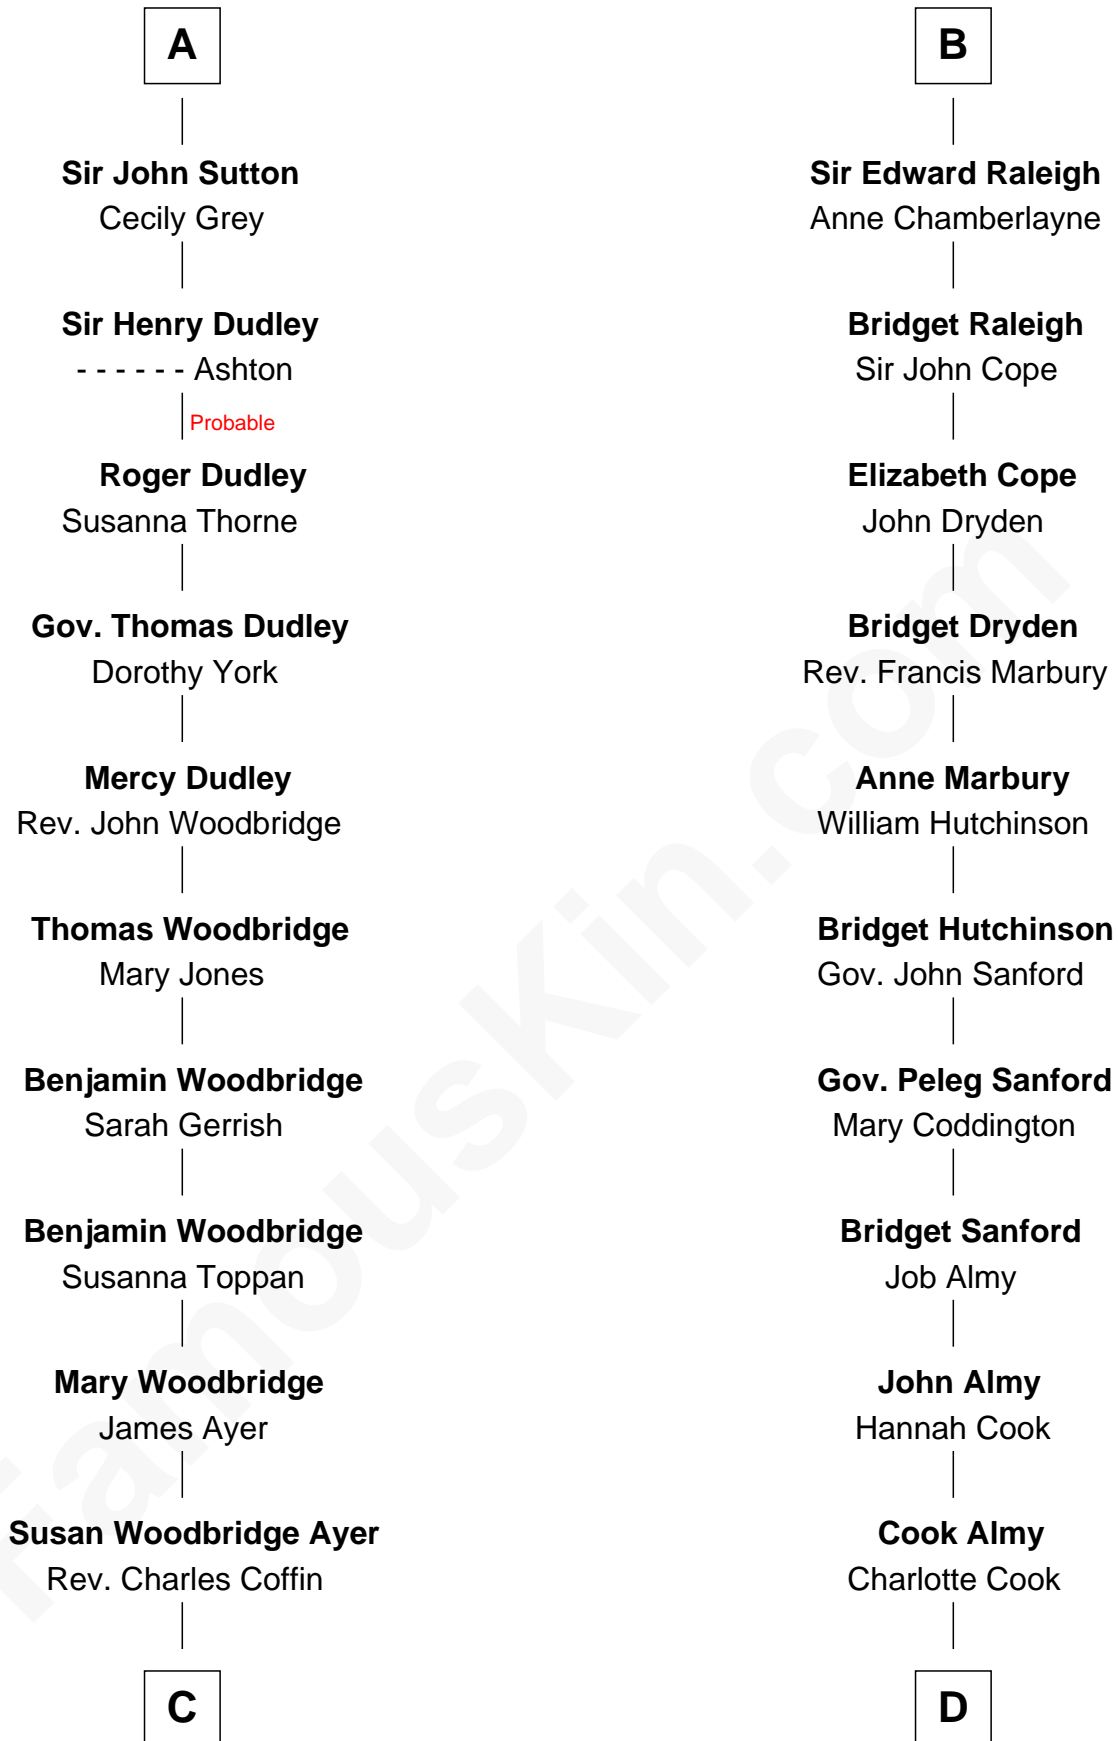 A
Sir John Sutton
Cecily Grey
Sir Henry Dudley
- - - - - - Ashton
Probable
Roger Dudley
Susanna Thorne
Gov. Thomas Dudley
Dorothy York
Mercy Dudley
Rev. John Woodbridge
Thomas Woodbridge
Mary Jones
Benjamin Woodbridge
Sarah Gerrish
Benjamin Woodbridge
Susanna Toppan
Mary Woodbridge
James Ayer
Susan Woodbridge Ayer
Rev. Charles Coffin
C
B
Sir Edward Raleigh
Anne Chamberlayne
Bridget Raleigh
Sir John Cope
Elizabeth Cope
John Dryden
Bridget Dryden
Rev. Francis Marbury
Anne Marbury
William Hutchinson
Bridget Hutchinson
Gov. John Sanford
Gov. Peleg Sanford
Mary Coddington
Bridget Sanford
Job Almy
John Almy
Hannah Cook
Cook Almy
Charlotte Cook
D
FamousKin.com